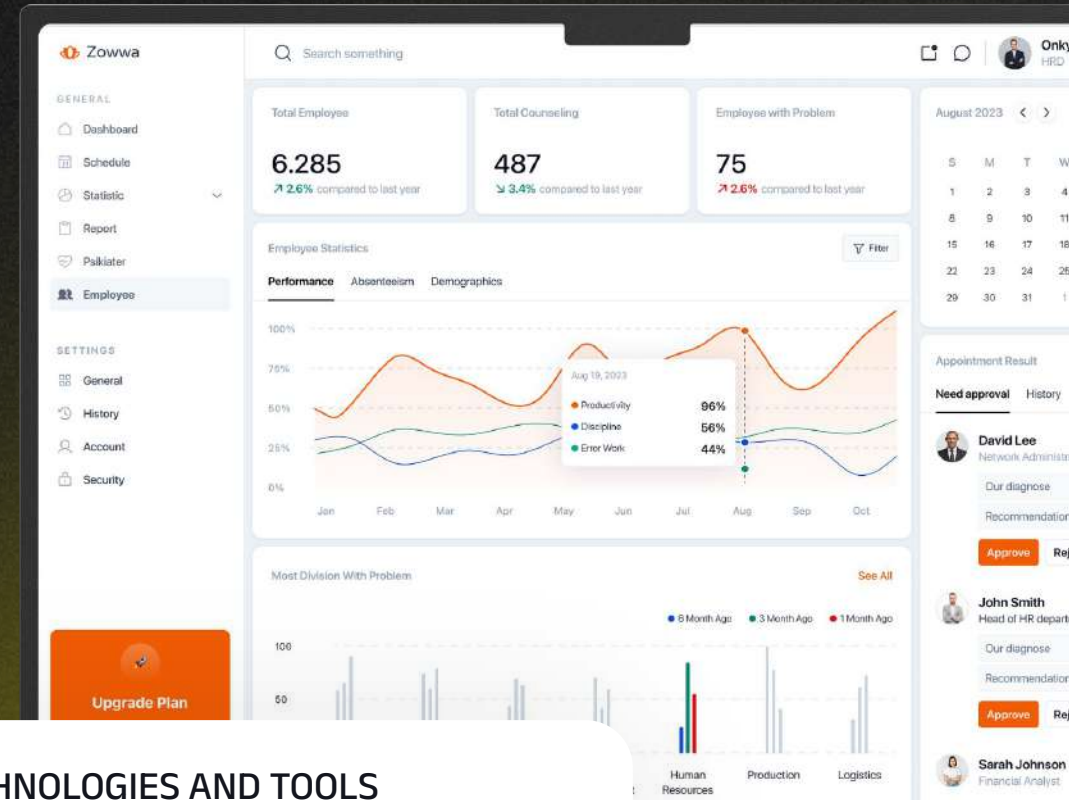 Zowwa
Search something
Onky
HRD
GENERAL
Dashboard
Schedule
Statistic
Report
Psikiater
Employee
SETTINGS
General
History
Account
Security
Upgrade Plan
Total Employee
6.285
2.6% compared to last year
Total Counseling
487
3.4% compared to last year
Employee with Problem
75
2.6% compared to last year
Employee Statistics
Filter
Performance Absenteeism Demographics
100%
75%
50%
25%
0%
Aug 19, 2023
Productivity 96%
Discipline 56%
Error Work 44%
Jan Feb Mar Apr May Jun Jul Aug Sep Oct
Most Division With Problem
See All
6 Month Ago 3 Month Ago 1 Month Ago
100
50
Human Resources
Production
Logistics
August 2023
S M T W
1 2 3 4
8 9 10 11
15 16 17 18
22 23 24 25
29 30 31 1
Appointment Result
Need approval History
David Lee
Network Administr
Our diagnose
Recommendation
Approve Rej
John Smith
Head of HR depart
Our diagnose
Recommendation
Approve Rej
Sarah Johnson
Financial Analyst
HNOLOGIES AND TOOLS